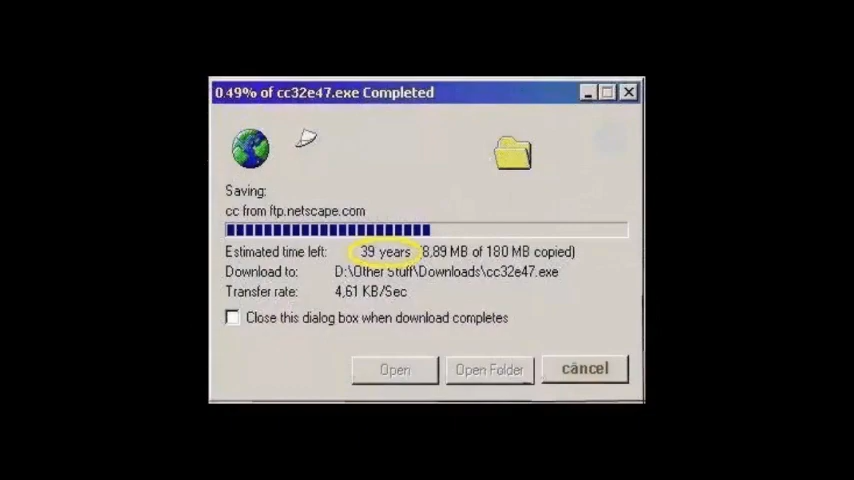 0.49% of cc32e47.exe Completed
Saving:
cc from ftp.netscape.com
Estimated time left: 39 years (8,89 MB of 180 MB copied)
Download to: D:\Other Stuff\Downloads\cc32e47.exe
Transfer rate: 4,61 KB/Sec
Close this dialog box when download completes
Open Open Folder cancel